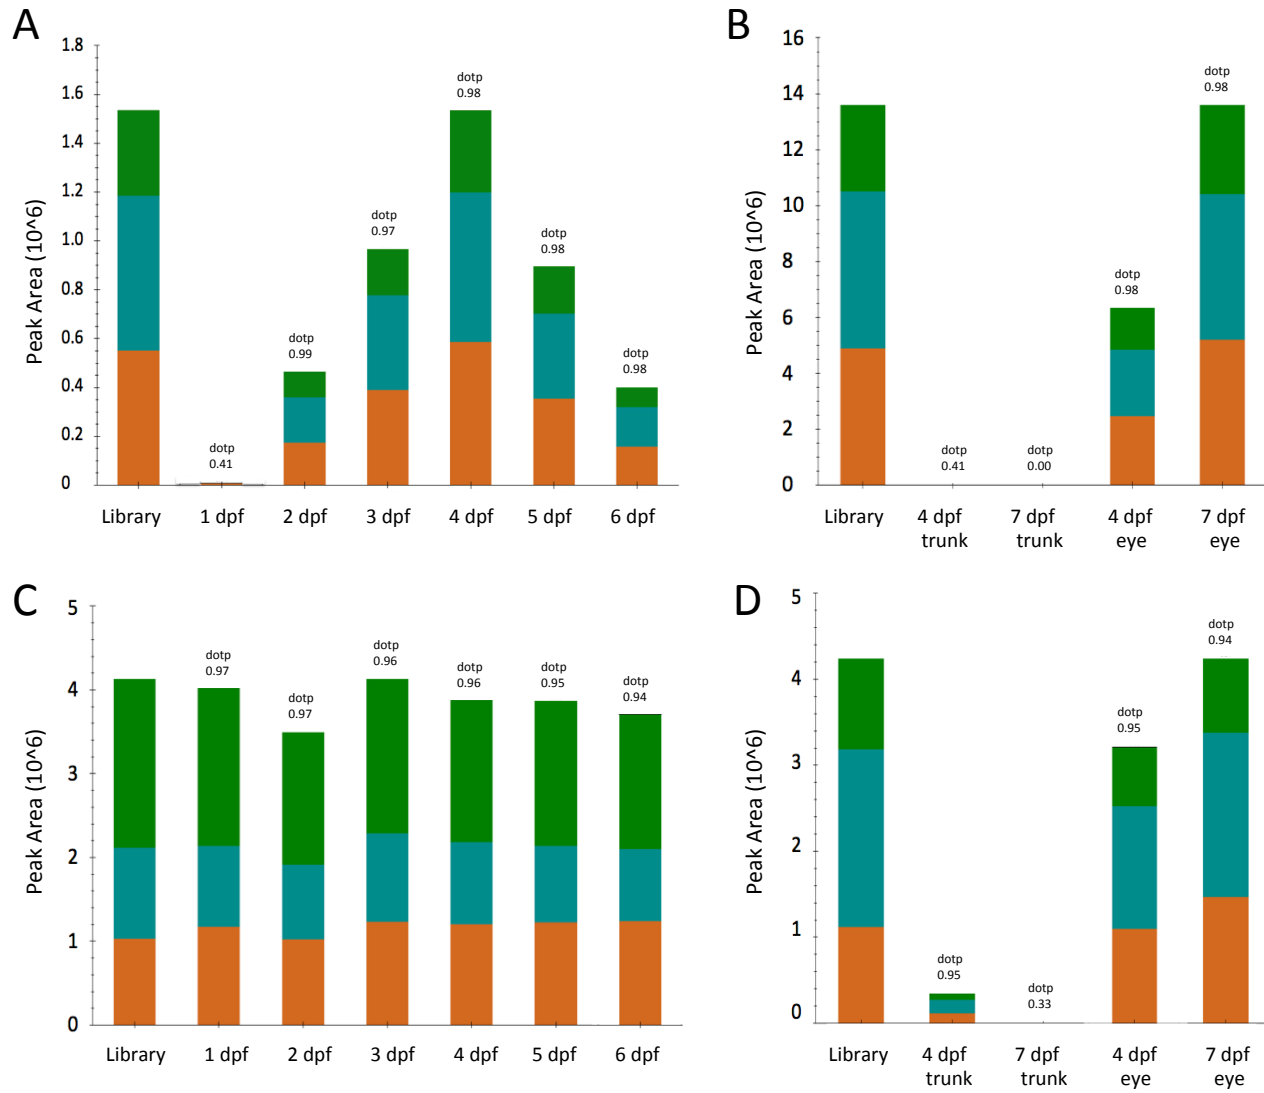 A
Peak Area (10^6)
1.8
1.6
1.4
1.2
1.0
0.8
0.6
0.4
0.2
0
dotp
0.41
dotp
0.99
dotp
0.97
dotp
0.98
dotp
0.98
dotp
0.98
Library 1 dpf 2 dpf 3 dpf 4 dpf 5 dpf 6 dpf
B
Peak Area (10^6)
16
14
12
10
8
6
4
2
0
dotp
0.41
dotp
0.00
dotp
0.98
dotp
0.98
Library 4 dpf 7 dpf 4 dpf 7 dpf
trunk trunk eye eye
C
Peak Area (10^6)
5
4
3
2
1
0
dotp
0.97
dotp
0.97
dotp
0.96
dotp
0.96
dotp
0.95
dotp
0.94
Library 1 dpf 2 dpf 3 dpf 4 dpf 5 dpf 6 dpf
D
Peak Area (10^6)
5
4
3
2
1
0
dotp
0.95
dotp
0.33
dotp
0.95
dotp
0.94
Library 4 dpf 7 dpf 4 dpf 7 dpf
trunk trunk eye eye